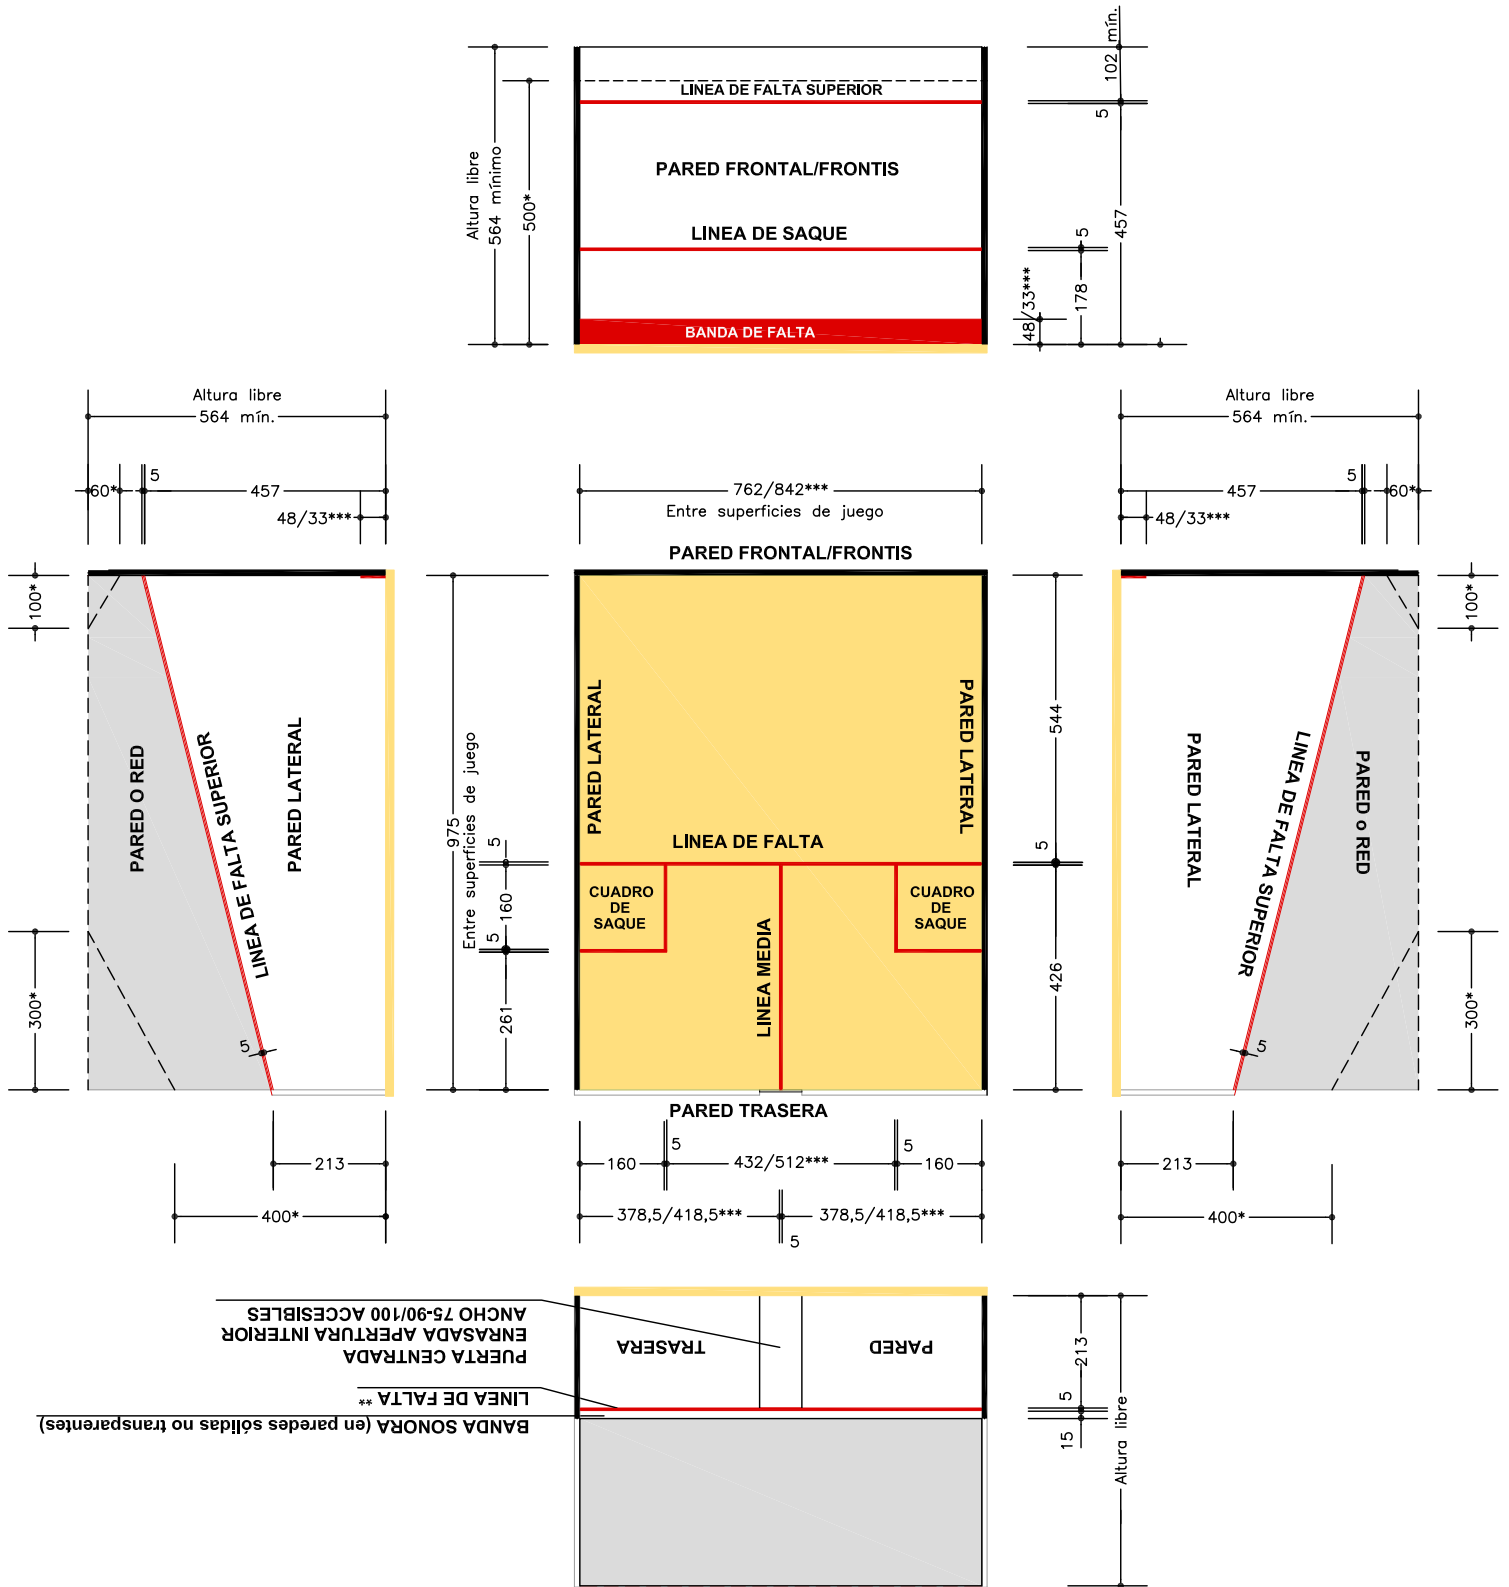 102 mín.
LINEA DE FALTA SUPERIOR
5
Altura libre
564 mínimo
500*
PARED FRONTAL/FRONTIS
LINEA DE SAQUE
5
457
178
48/33***
BANDA DE FALTA
Altura libre
564 mín.
60*
5
457
48/33***
762/842***
Entre superficies de juego
Altura libre
564 mín.
457
5
60*
48/33***
PARED FRONTAL/FRONTIS
100*
PARED O RED
LINEA DE FALTA SUPERIOR
PARED LATERAL
300*
5
213
400*
975
Entre superficies de juego
5
160
5
261
PARED LATERAL
PARED LATERAL
LINEA DE FALTA
CUADRO
DE
SAQUE
LINEA MEDIA
CUADRO
DE
SAQUE
544
5
426
PARED LATERAL
LINEA DE FALTA SUPERIOR
PARED o RED
100*
300*
5
213
400*
PARED TRASERA
160
5
432/512***
5
160
378,5/418,5***
5
378,5/418,5***
PUERTA CENTRADA
ENRASADA APERTURA INTERIOR
ANCHO 75-90/100 ACCESIBLES
LINEA DE FALTA **
BANDA SONORA (en paredes sólidas no transparentes)
PARED
TRASERA
213
5
15
Altura libre